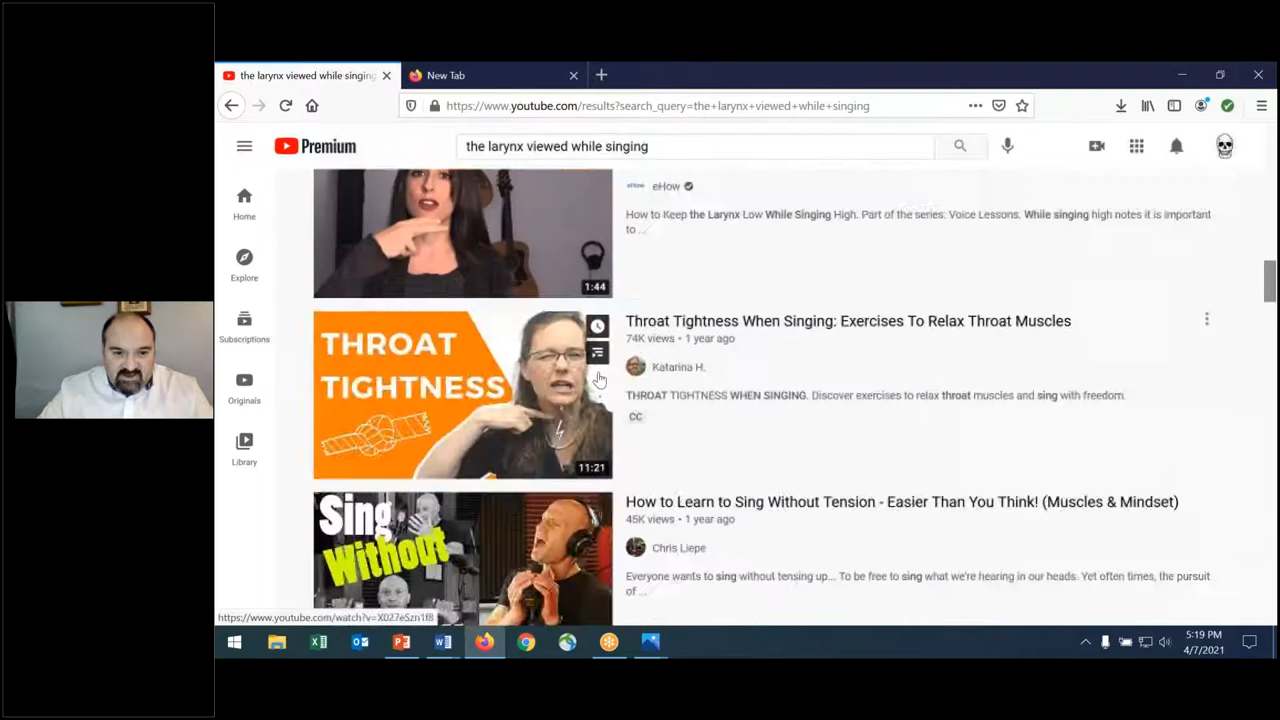 the larynx viewed while singing
New Tab
https://www.youtube.com/results?search_query=the+larynx+viewed+while+singing
Premium
the larynx viewed while singing
Home
Explore
Subscriptions
Originals
Library
1:44
eHow
How to Keep the Larynx Low While Singing High. Part of the series: Voice Lessons. While singing high notes it is important
to ...
THROAT
TIGHTNESS
11:21
Throat Tightness When Singing: Exercises To Relax Throat Muscles
74K views • 1 year ago
Katarina H.
THROAT TIGHTNESS WHEN SINGING. Discover exercises to relax throat muscles and sing with freedom.
CC
Sing
Without
How to Learn to Sing Without Tension - Easier Than You Think! (Muscles & Mindset)
45K views • 1 year ago
Chris Liepe
Everyone wants to sing without tensing up... To be free to sing what we're hearing in our heads. Yet often times, the pursuit
of ...
https://www.youtube.com/watch?v=X027eSzn1f8
5:19 PM
4/7/2021